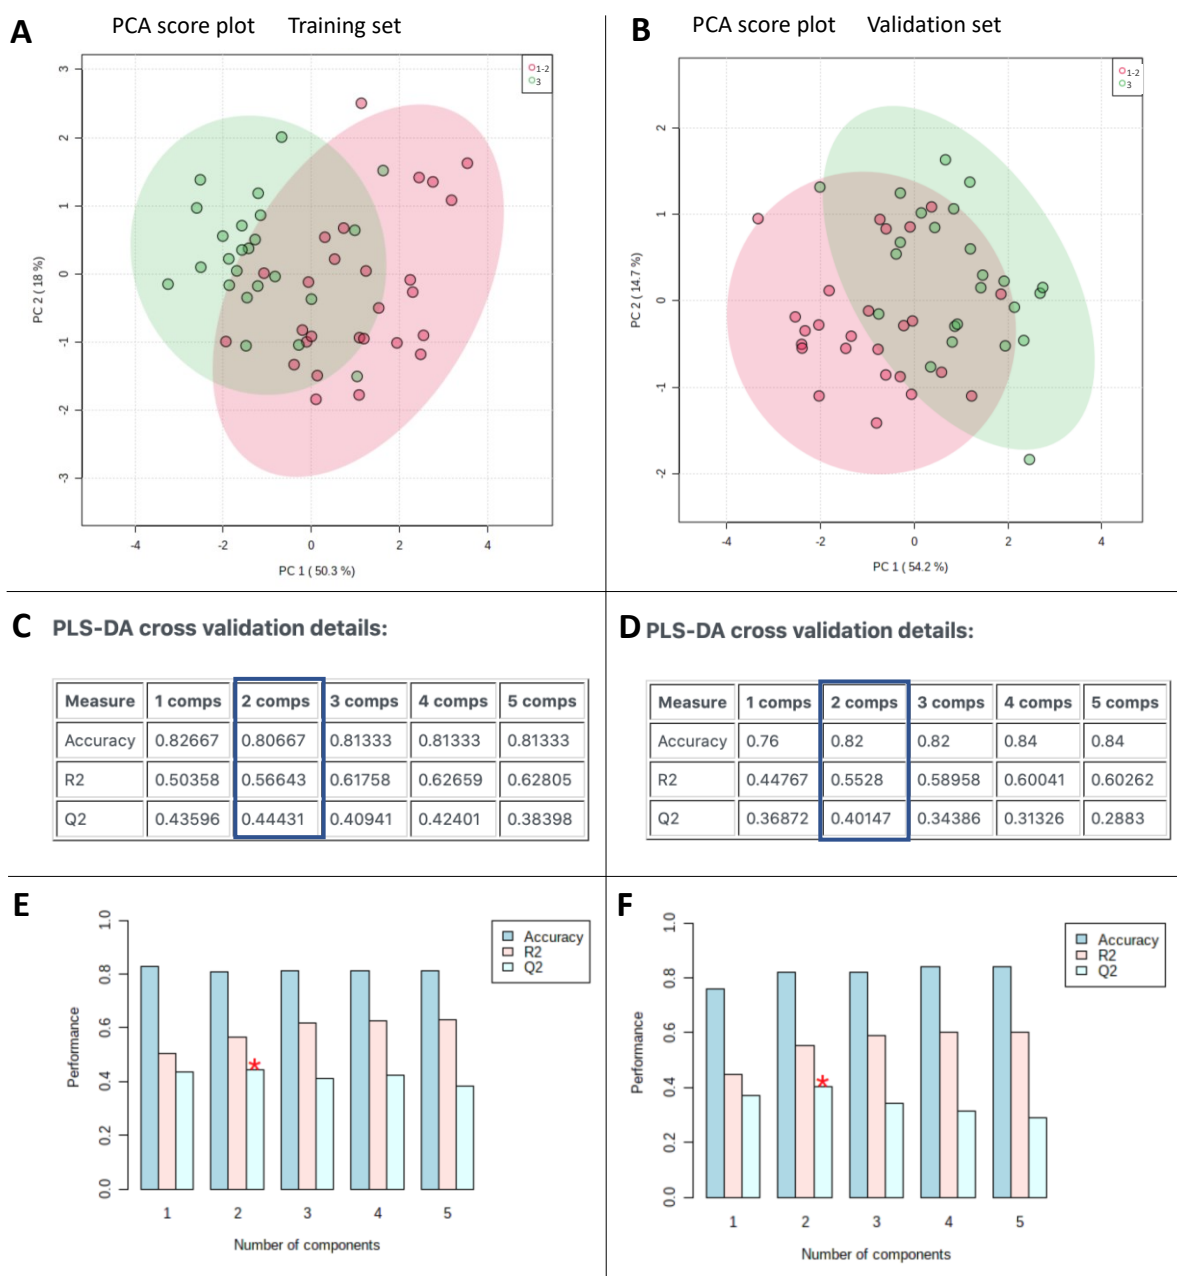 A
PCA score plot Training set
1-2
3
3
2
1
0
-1
-2
-3
PC 2 ( 18 %)
-4 -2 0 2 4
PC 1 ( 50.3 %)
B
PCA score plot Validation set
1-2
3
2
1
0
-1
-2
PC 2 ( 14.7 %)
-4 -2 0 2 4
PC 1 ( 54.2 %)
C PLS-DA cross validation details:
Measure 1 comps 2 comps 3 comps 4 comps 5 comps
Accuracy 0.82667 0.80667 0.81333 0.81333 0.81333
R2 0.50358 0.56643 0.61758 0.62659 0.62805
Q2 0.43596 0.44431 0.40941 0.42401 0.38398
D PLS-DA cross validation details:
Measure 1 comps 2 comps 3 comps 4 comps 5 comps
Accuracy 0.76 0.82 0.82 0.84 0.84
R2 0.44767 0.5528 0.58958 0.60041 0.60262
Q2 0.36872 0.40147 0.34386 0.31326 0.2883
E
Accuracy
R2
Q2
1.0
0.8
0.6
0.4
0.2
0.0
Performance
*
1 2 3 4 5
Number of components
F
Accuracy
R2
Q2
1.0
0.8
0.6
0.4
0.2
0.0
Performance
*
1 2 3 4 5
Number of components